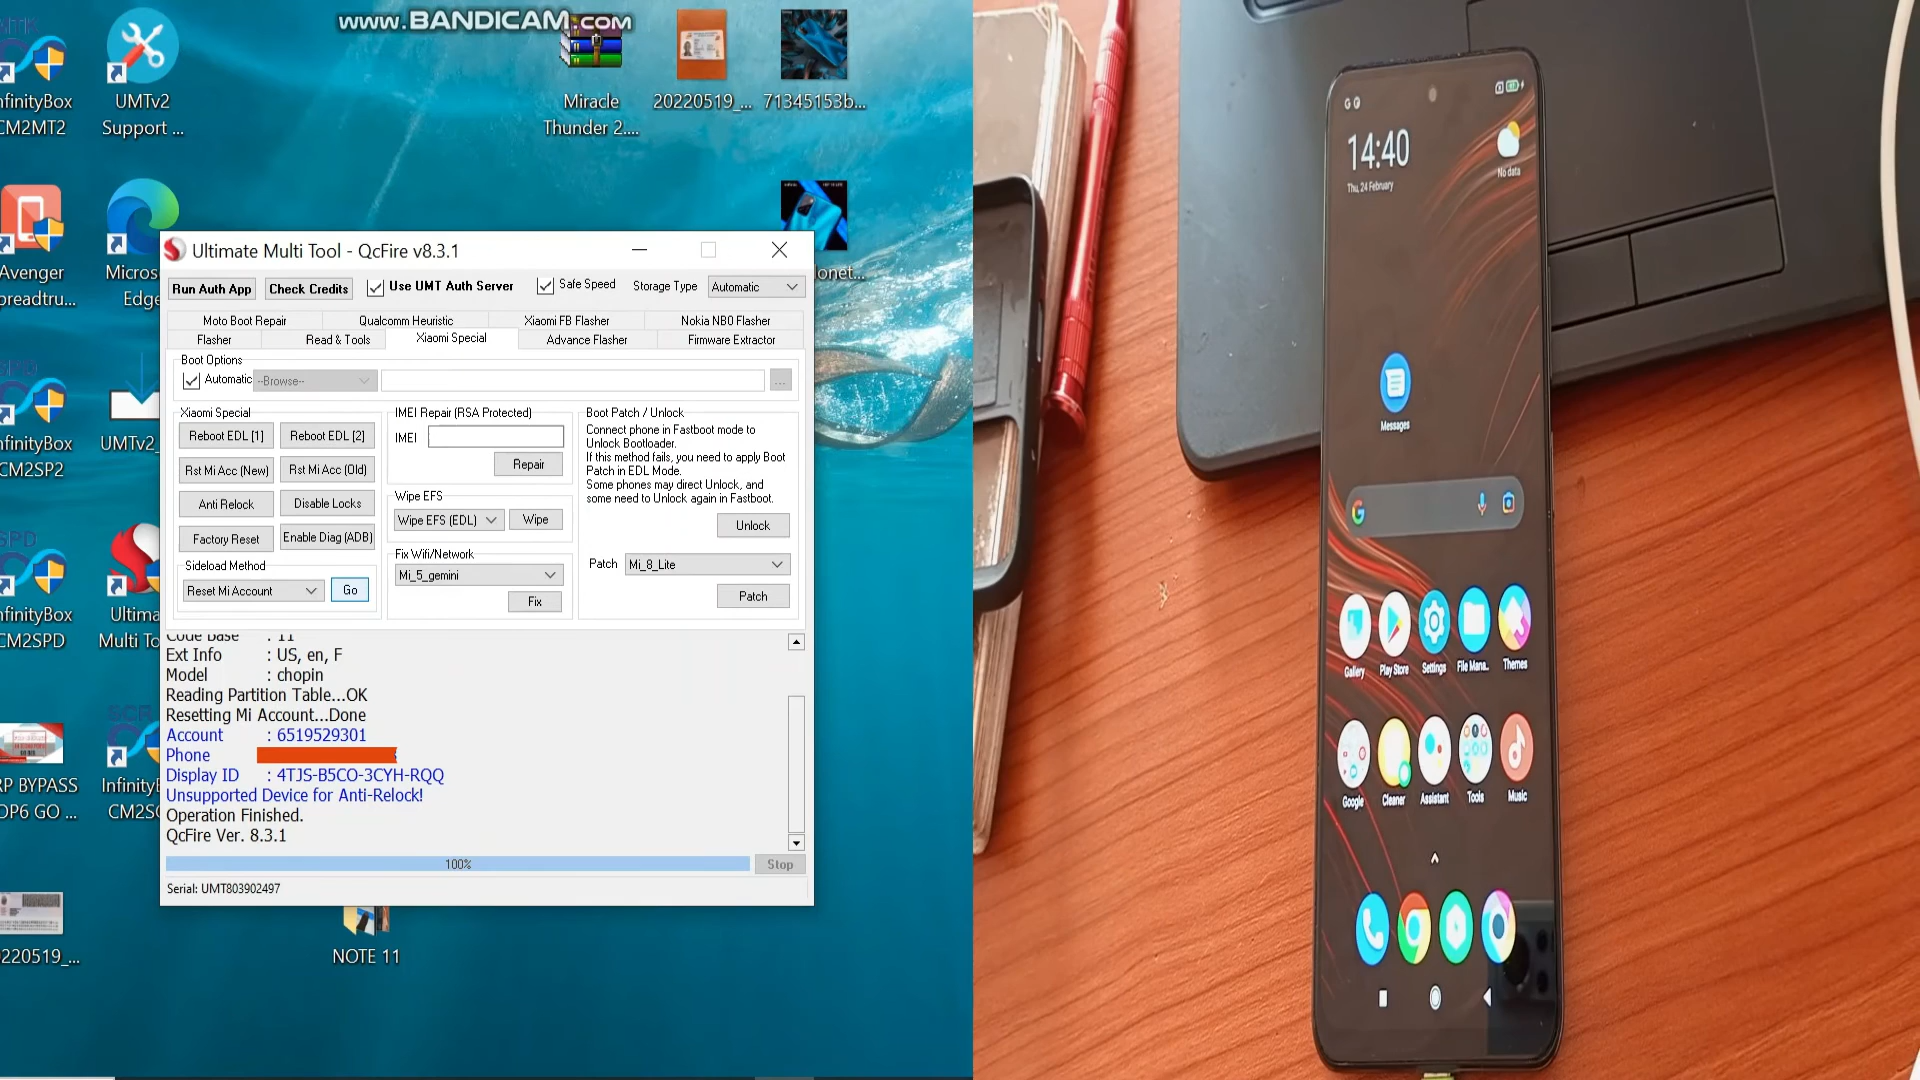 www.BANDICAM.com
nfinityBox
CM2MT2
UMTv2
Support ...
Miracle
Thunder 2....
20220519_...
71345153b...
Avenger
preadtru...
Micros
Edge
lonet...
nfinityBox
CM2SP2
UMTv2_
nfinityBox
CM2SPD
Ultima
Multi To
RP BYPASS
OP6 GO ...
Infinity
CM2SC
220519_...
NOTE 11
Ultimate Multi Tool - QcFire v8.3.1
Run Auth App
Check Credits
Use UMT Auth Server
Safe Speed
Storage Type
Automatic
Moto Boot Repair
Qualcomm Heuristic
Xiaomi FB Flasher
Nokia NB0 Flasher
Flasher
Read & Tools
Xiaomi Special
Advance Flasher
Firmware Extractor
Boot Options
Automatic
--Browse--
...
Xiaomi Special
Reboot EDL [1]
Reboot EDL [2]
Rst Mi Acc (New)
Rst Mi Acc (Old)
Anti Relock
Disable Locks
Factory Reset
Enable Diag (ADB)
Sideload Method
Reset Mi Account
Go
IMEI Repair (RSA Protected)
IMEI
Repair
Wipe EFS
Wipe EFS (EDL)
Wipe
Fix Wifi/Network
Mi_5_gemini
Fix
Boot Patch / Unlock
Connect phone in Fastboot mode to
Unlock Bootloader.
If this method fails, you need to apply Boot
Patch in EDL Mode.
Some phones may direct Unlock, and
some need to Unlock again in Fastboot.
Unlock
Patch
Mi_8_Lite
Patch
Code Base : 11
Ext Info : US, en, F
Model : chopin
Reading Partition Table...OK
Resetting Mi Account...Done
Account : 6519529301
Phone
Display ID : 4TJS-B5CO-3CYH-RQQ
Unsupported Device for Anti-Relock!
Operation Finished.
QcFire Ver. 8.3.1
100%
Stop
Serial: UMT803902497
14:40
Thu, 24 February
No data
Messages
Gallery
Play Store
Settings
File Mana..
Themes
Google
Cleaner
Assistant
Tools
Music